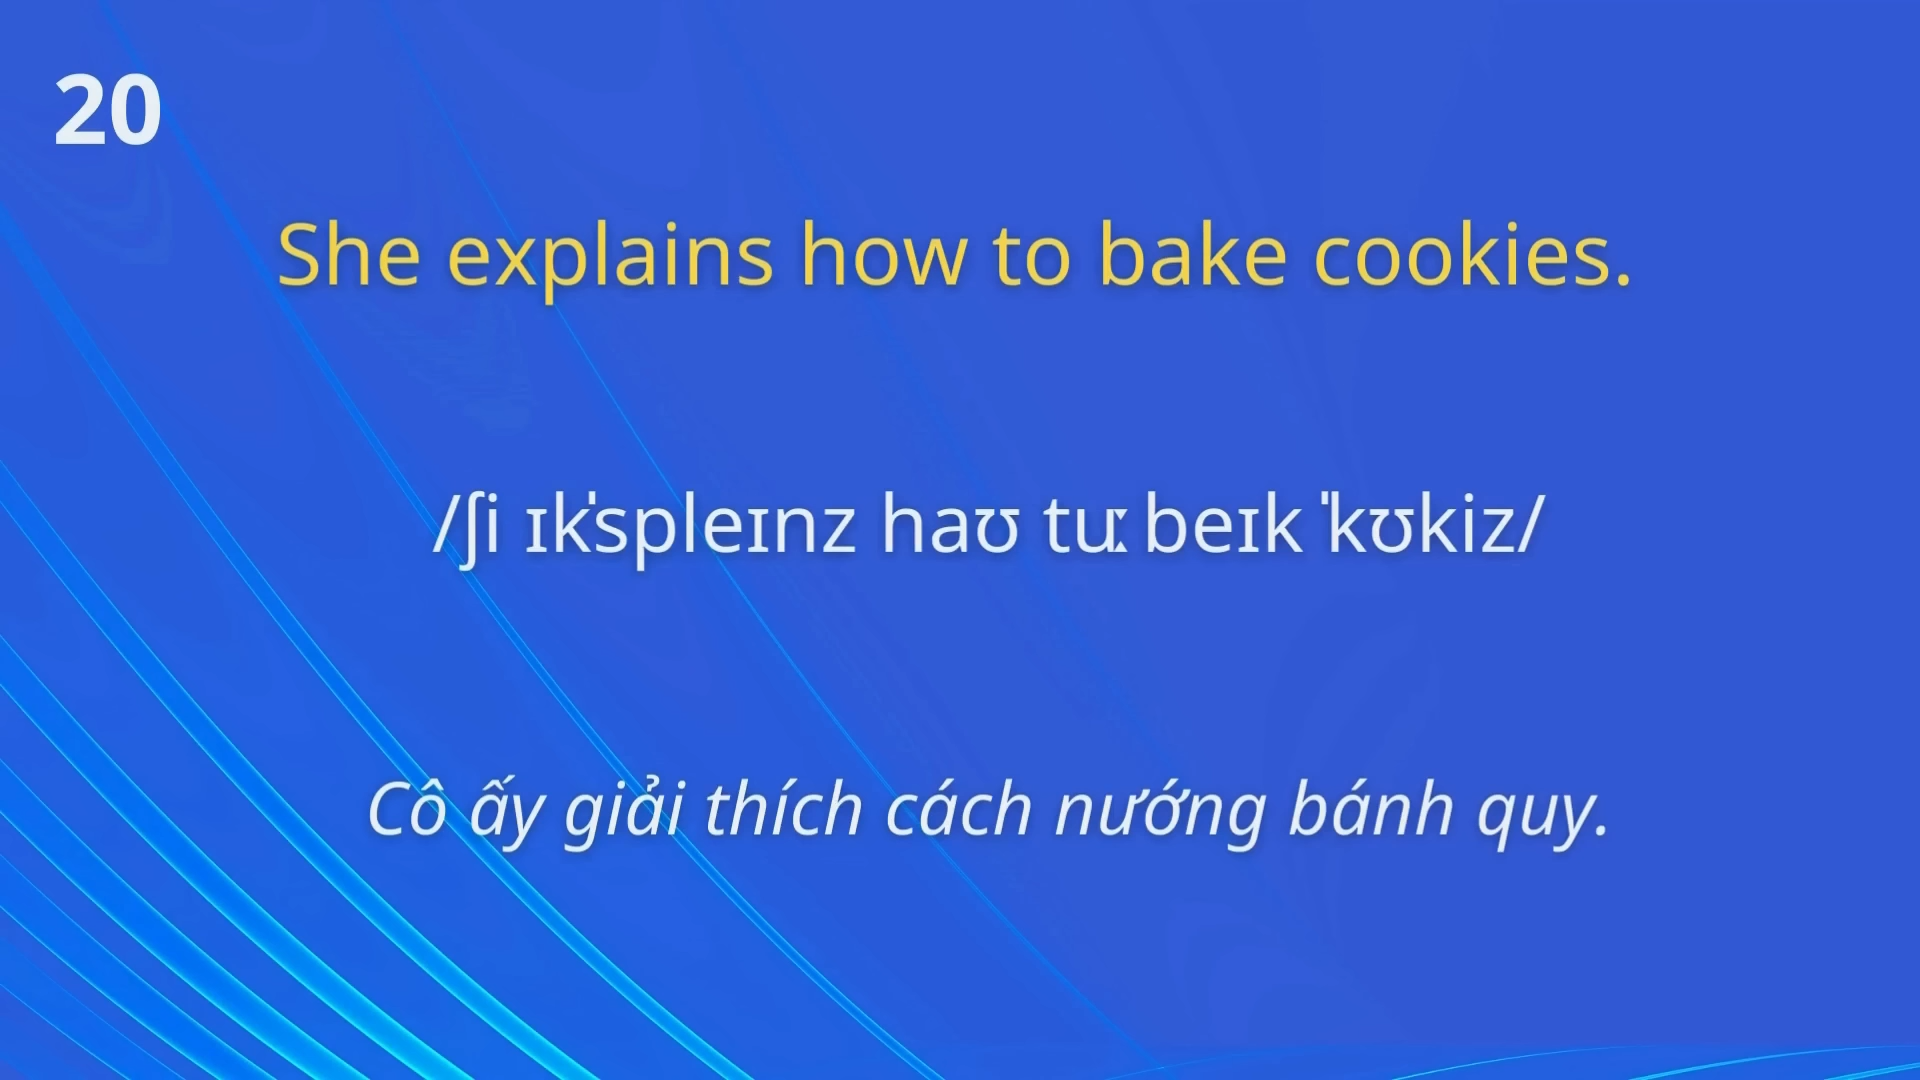 20
She explains how to bake cookies.
/ʃi ɪkˈspleɪnz haʊ tuː beɪk ˈkʊkiz/
Cô ấy giải thích cách nướng bánh quy.